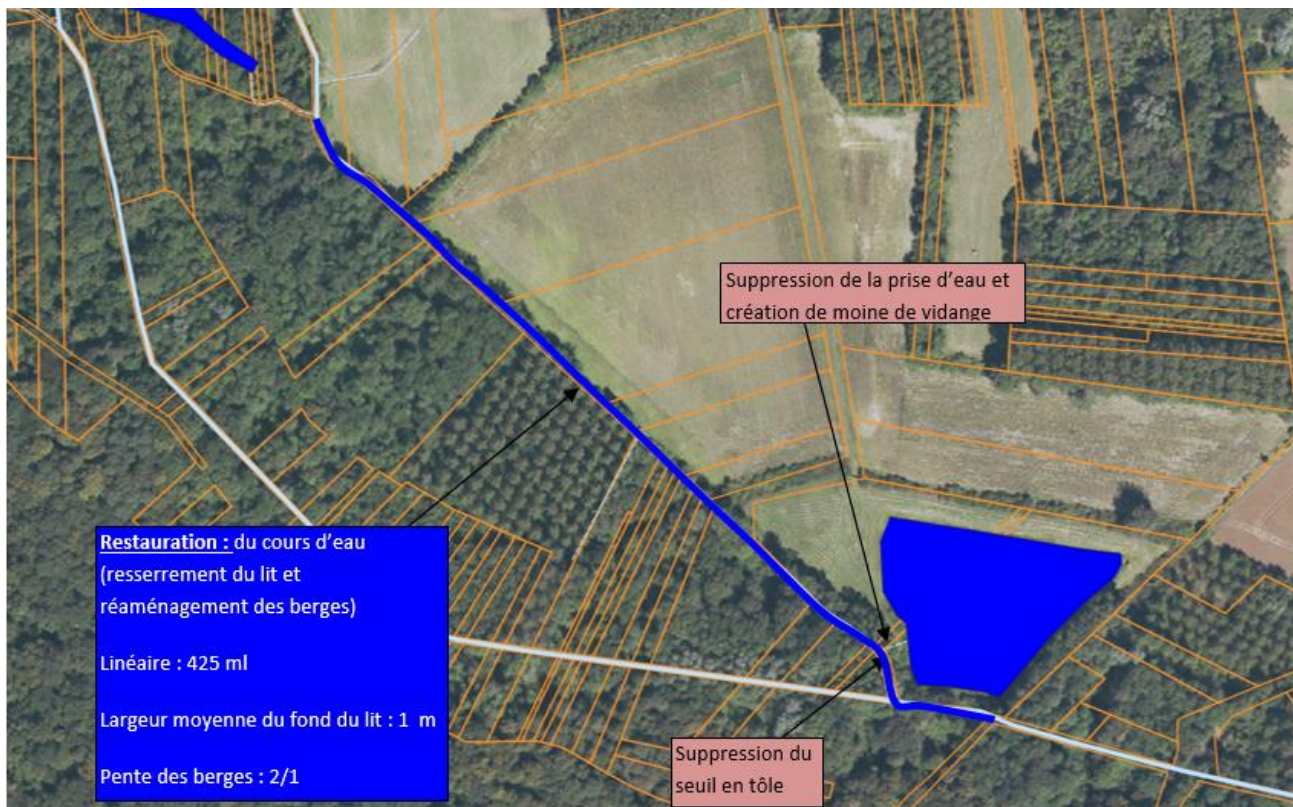 Suppression de la prise d'eau et
création de moine de vidange
Restauration : du cours d'eau
(resserrement du lit et
réaménagement des berges)
Linéaire : 425 ml
Largeur moyenne du fond du lit : 1 m
Pente des berges : 2/1
Suppression du
seuil en tôle